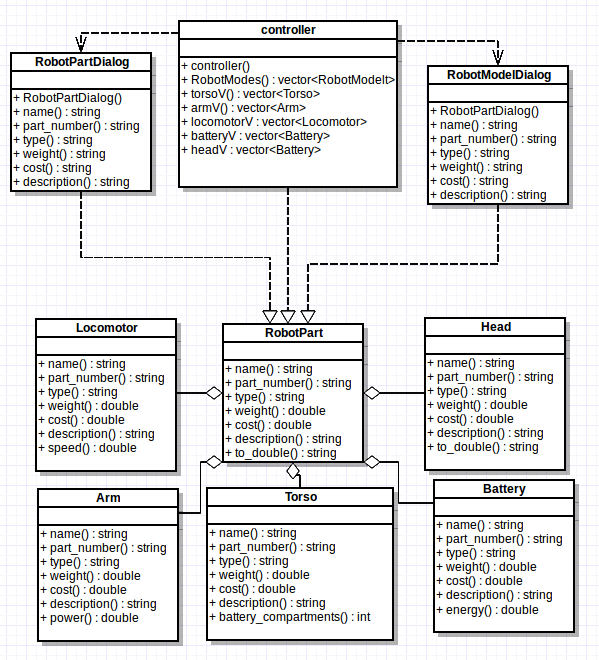 controller
+ controller()
+ RobotModes() : vector<RobotModelt>
+ torsoV() : vector<Torso>
+ armV() : vector<Arm>
+ locomotorV : vector<Locomotor>
+ batteryV : vector<Battery>
+ headV : vector<Battery>
RobotPartDialog
+ RobotPartDialog()
+ name() : string
+ part_number() : string
+ type() : string
+ weight() : string
+ cost() : string
+ description() : string
RobotModelDialog
+ RobotPartDialog()
+ name() : string
+ part_number() : string
+ type() : string
+ weight() : string
+ cost() : string
+ description() : string
Locomotor
+ name() : string
+ part_number() : string
+ type() : string
+ weight() : double
+ cost() : double
+ description() : string
+ speed() : double
RobotPart
+ name() : string
+ part_number() : string
+ type() : string
+ weight() : double
+ cost() : double
+ description() : string
+ to_double() : string
Head
+ name() : string
+ part_number() : string
+ type() : string
+ weight() : double
+ cost() : double
+ description() : string
+ to_double() : string
Arm
+ name() : string
+ part_number() : string
+ type() : string
+ weight() : double
+ cost() : double
+ description() : string
+ power() : double
Torso
+ name() : string
+ part_number() : string
+ type() : string
+ weight() : double
+ cost() : double
+ description() : string
+ battery_compartments() : int
Battery
+ name() : string
+ part_number() : string
+ type() : string
+ weight() : double
+ cost() : double
+ description() : string
+ energy() : double